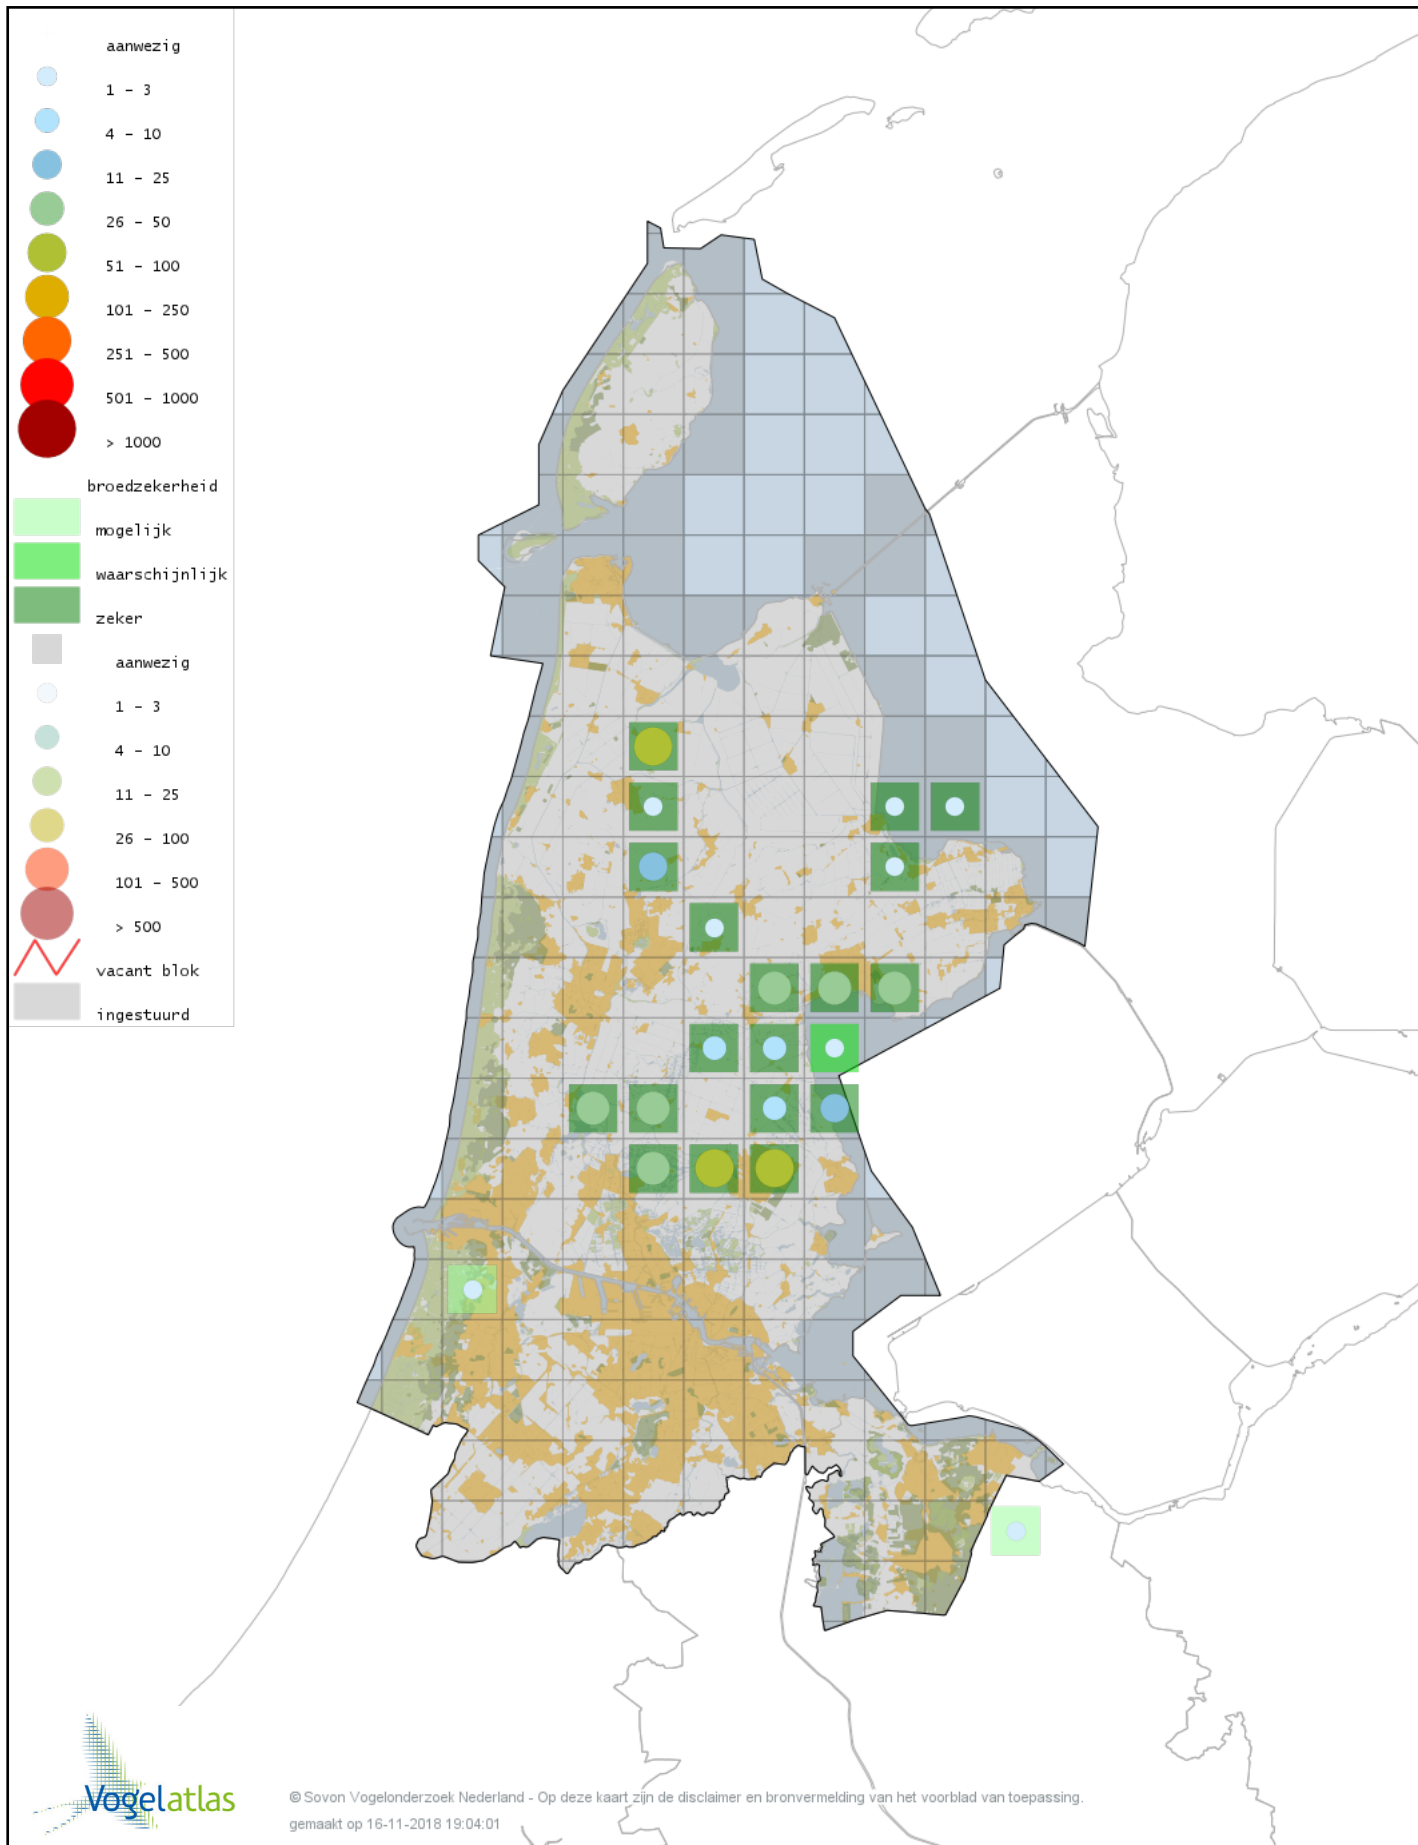 aanwezig
1 - 3
4 - 10
11 - 25
26 - 50
51 - 100
101 - 250
251 - 500
501 - 1000
> 1000
broedzekerheid
mogelijk
waarschijnlijk
zeker
aanwezig
1 - 3
4 - 10
11 - 25
26 - 100
101 - 500
> 500
vacant blok
ingestuurd
Vogelatlas
© Sovon Vogelonderzoek Nederland - Op deze kaart zijn de disclaimer en bronvermelding van het voorblad van toepassing.
gemaakt op 16-11-2018 19:04:01